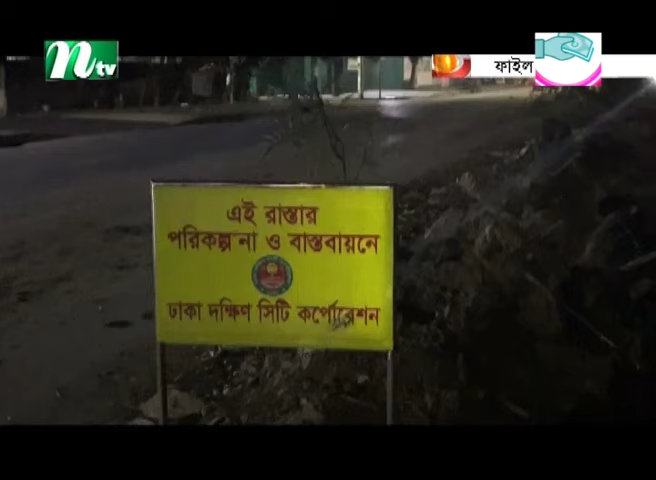 ntv
ফাইল
এই রাস্তার
পরিকল্পনা ও বাস্তবায়নে
ঢাকা দক্ষিণ সিটি কর্পোরেশন